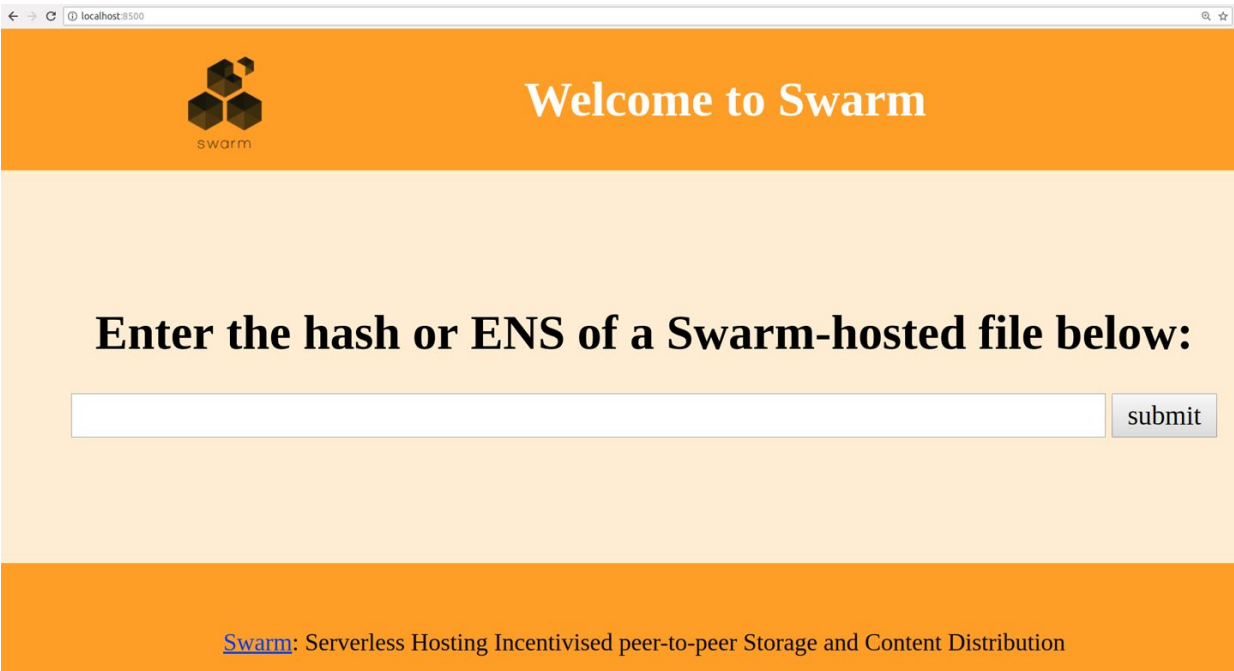 localhost:8500
swarm
Welcome to Swarm
Enter the hash or ENS of a Swarm-hosted file below:
submit
Swarm: Serverless Hosting Incentivised peer-to-peer Storage and Content Distribution